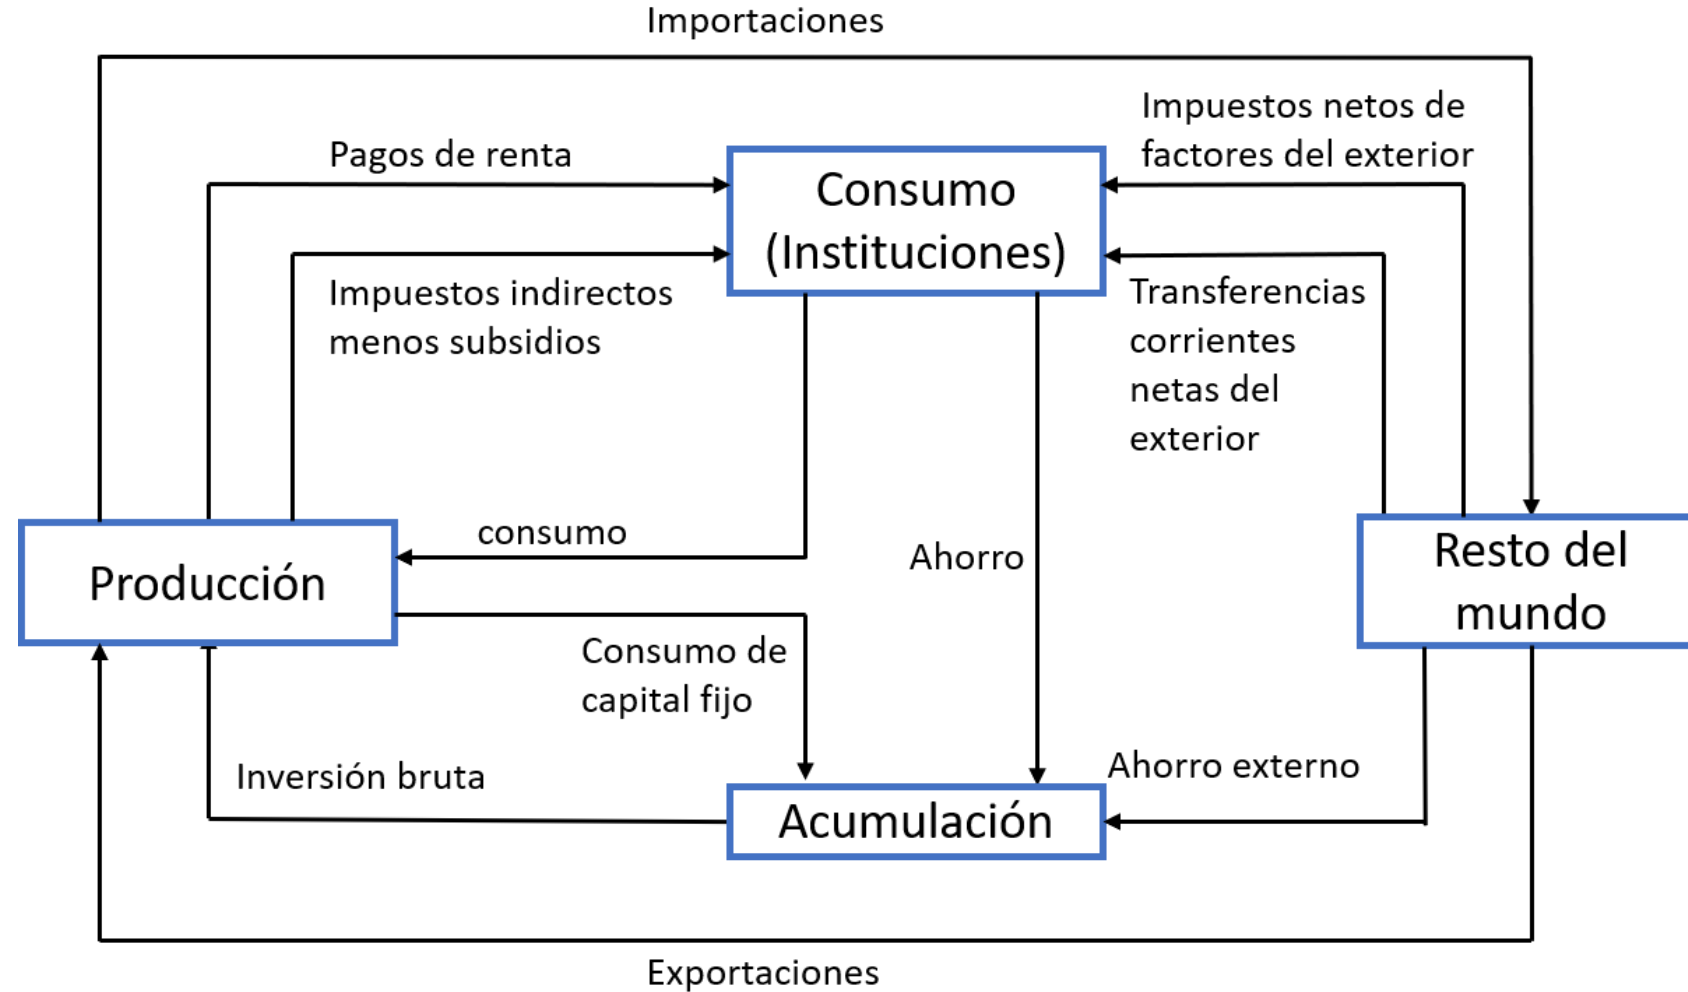 Importaciones
Impuestos netos de
factores del exterior
Pagos de renta
Consumo
(Instituciones)
Impuestos indirectos
menos subsidios
Transferencias
corrientes
netas del
exterior
consumo
Ahorro
Producción
Resto del
mundo
Consumo de
capital fijo
Inversión bruta
Ahorro externo
Acumulación
Exportaciones